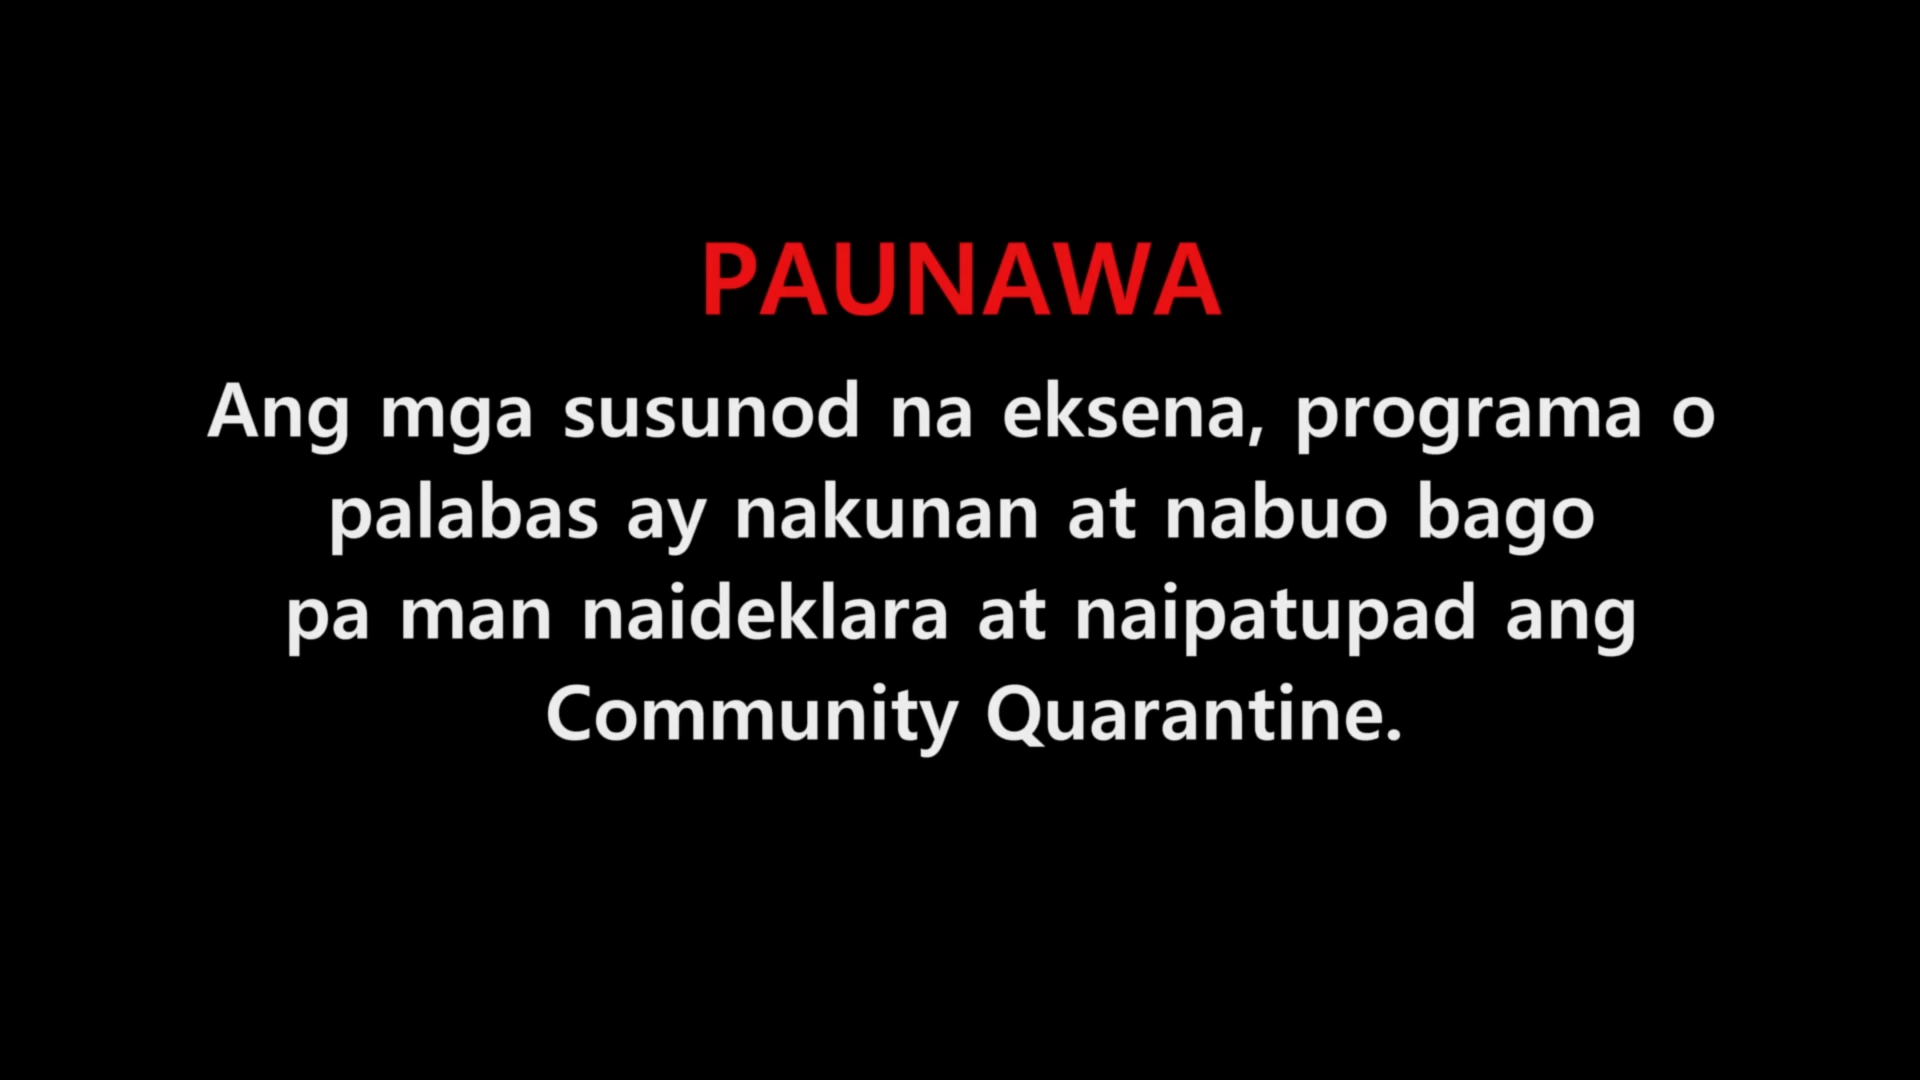 PAUNAWA
Ang mga susunod na eksena, programa o
palabas ay nakunan at nabuo bago
pa man naideklara at naipatupad ang
Community Quarantine.